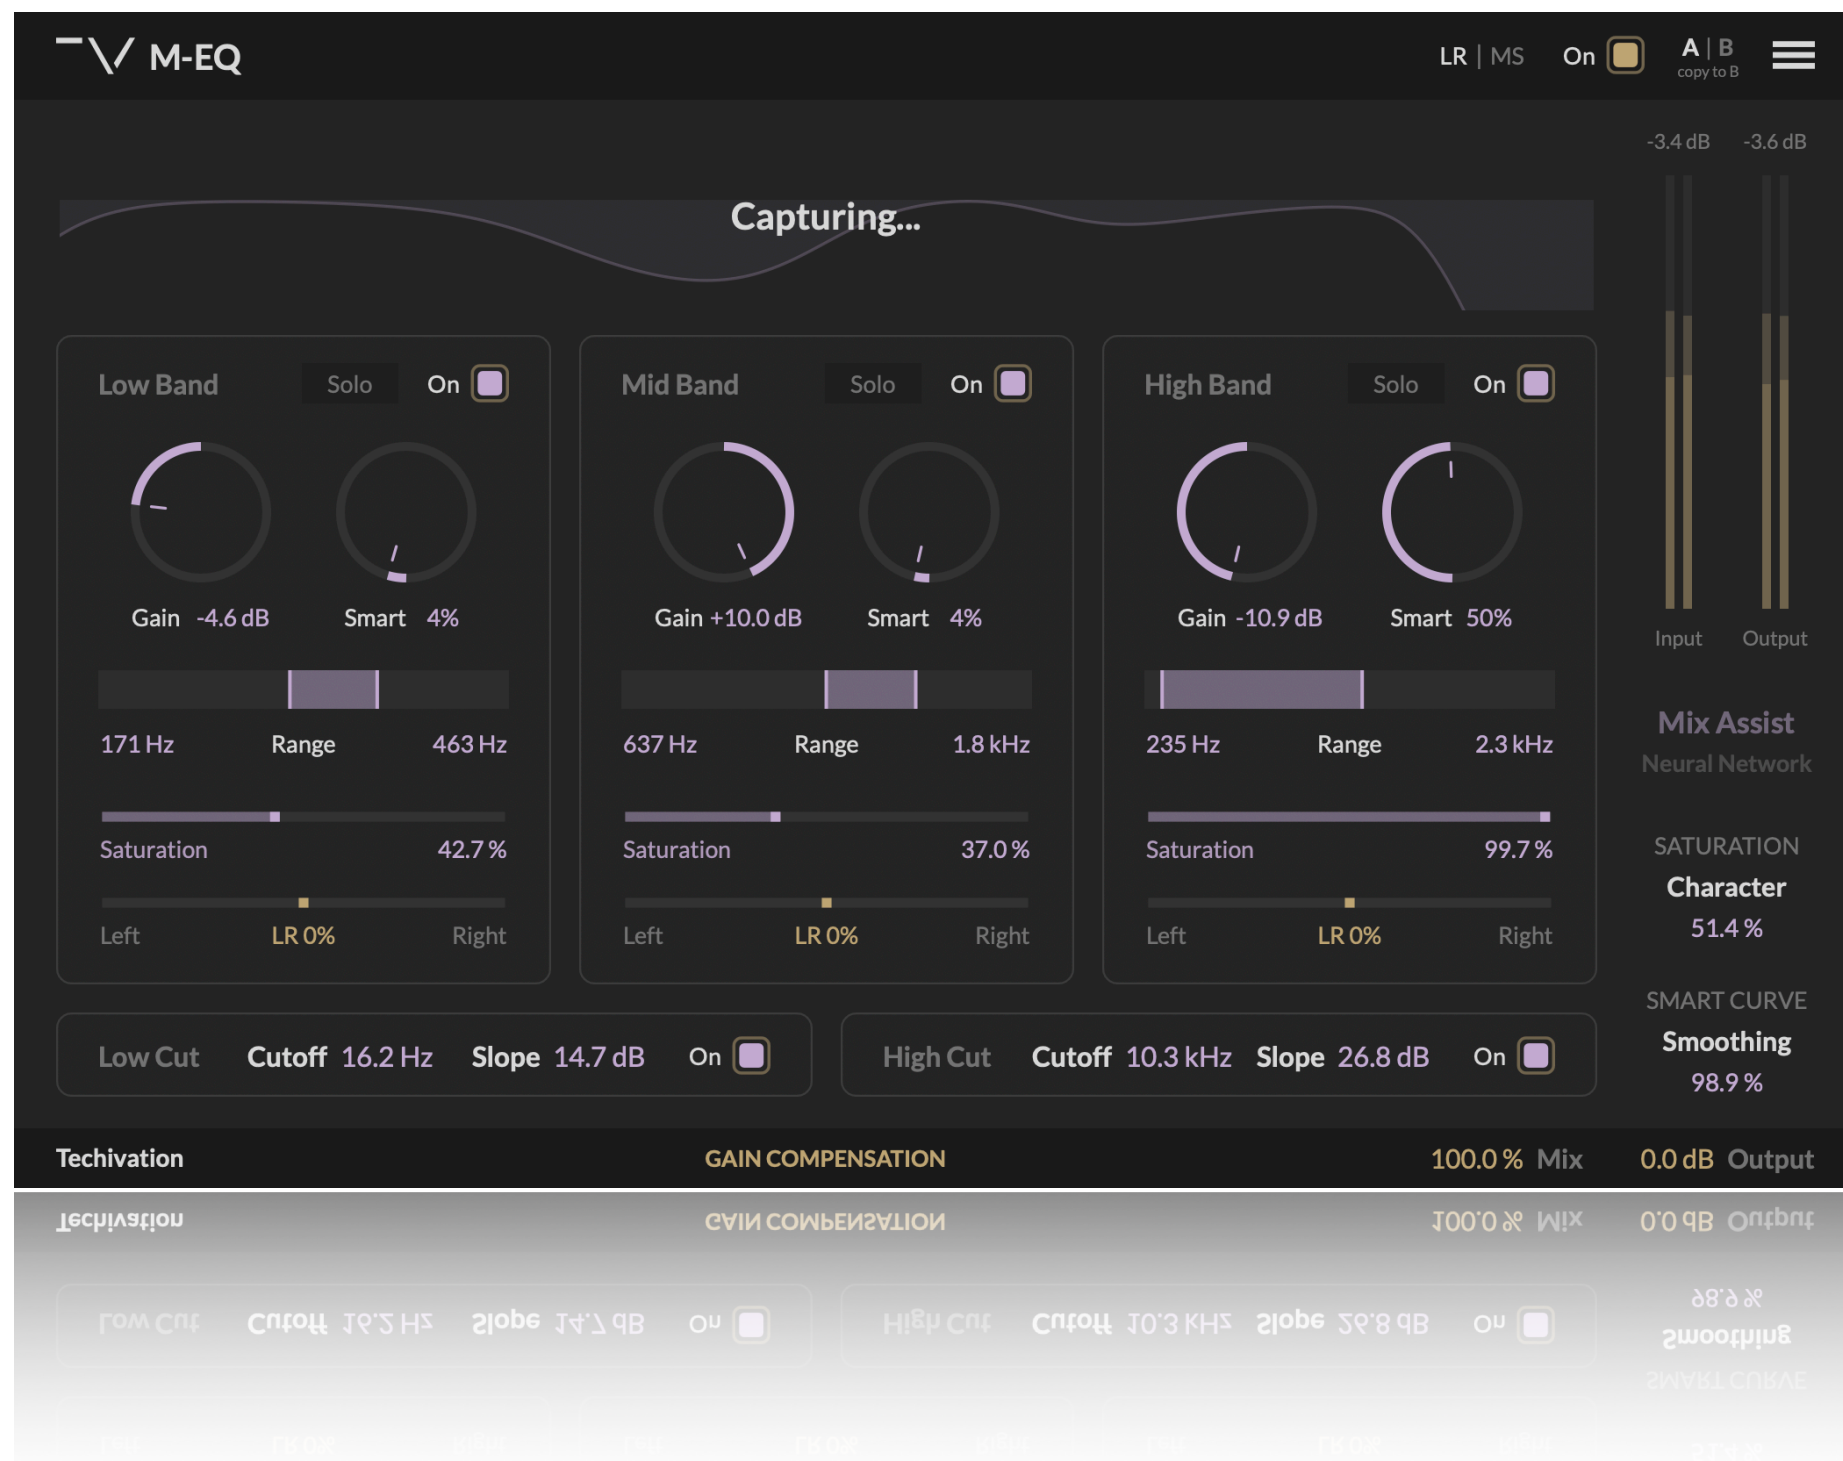 M-EQ
LR | MS On A | B
copy to B
-3.4 dB -3.6 dB
Capturing...
Low Band Solo On
Gain -4.6 dB Smart 4%
171 Hz Range 463 Hz
Saturation 42.7 %
Left LR 0% Right
Mid Band Solo On
Gain +10.0 dB Smart 4%
637 Hz Range 1.8 kHz
Saturation 37.0 %
Left LR 0% Right
High Band Solo On
Gain -10.9 dB Smart 50%
235 Hz Range 2.3 kHz
Saturation 99.7 %
Left LR 0% Right
Input Output
Mix Assist
Neural Network
SATURATION
Character
51.4 %
SMART CURVE
Smoothing
98.9 %
Low Cut Cutoff 16.2 Hz Slope 14.7 dB On
High Cut Cutoff 10.3 kHz Slope 26.8 dB On
Techivation GAIN COMPENSATION 100.0 % Mix 0.0 dB Output